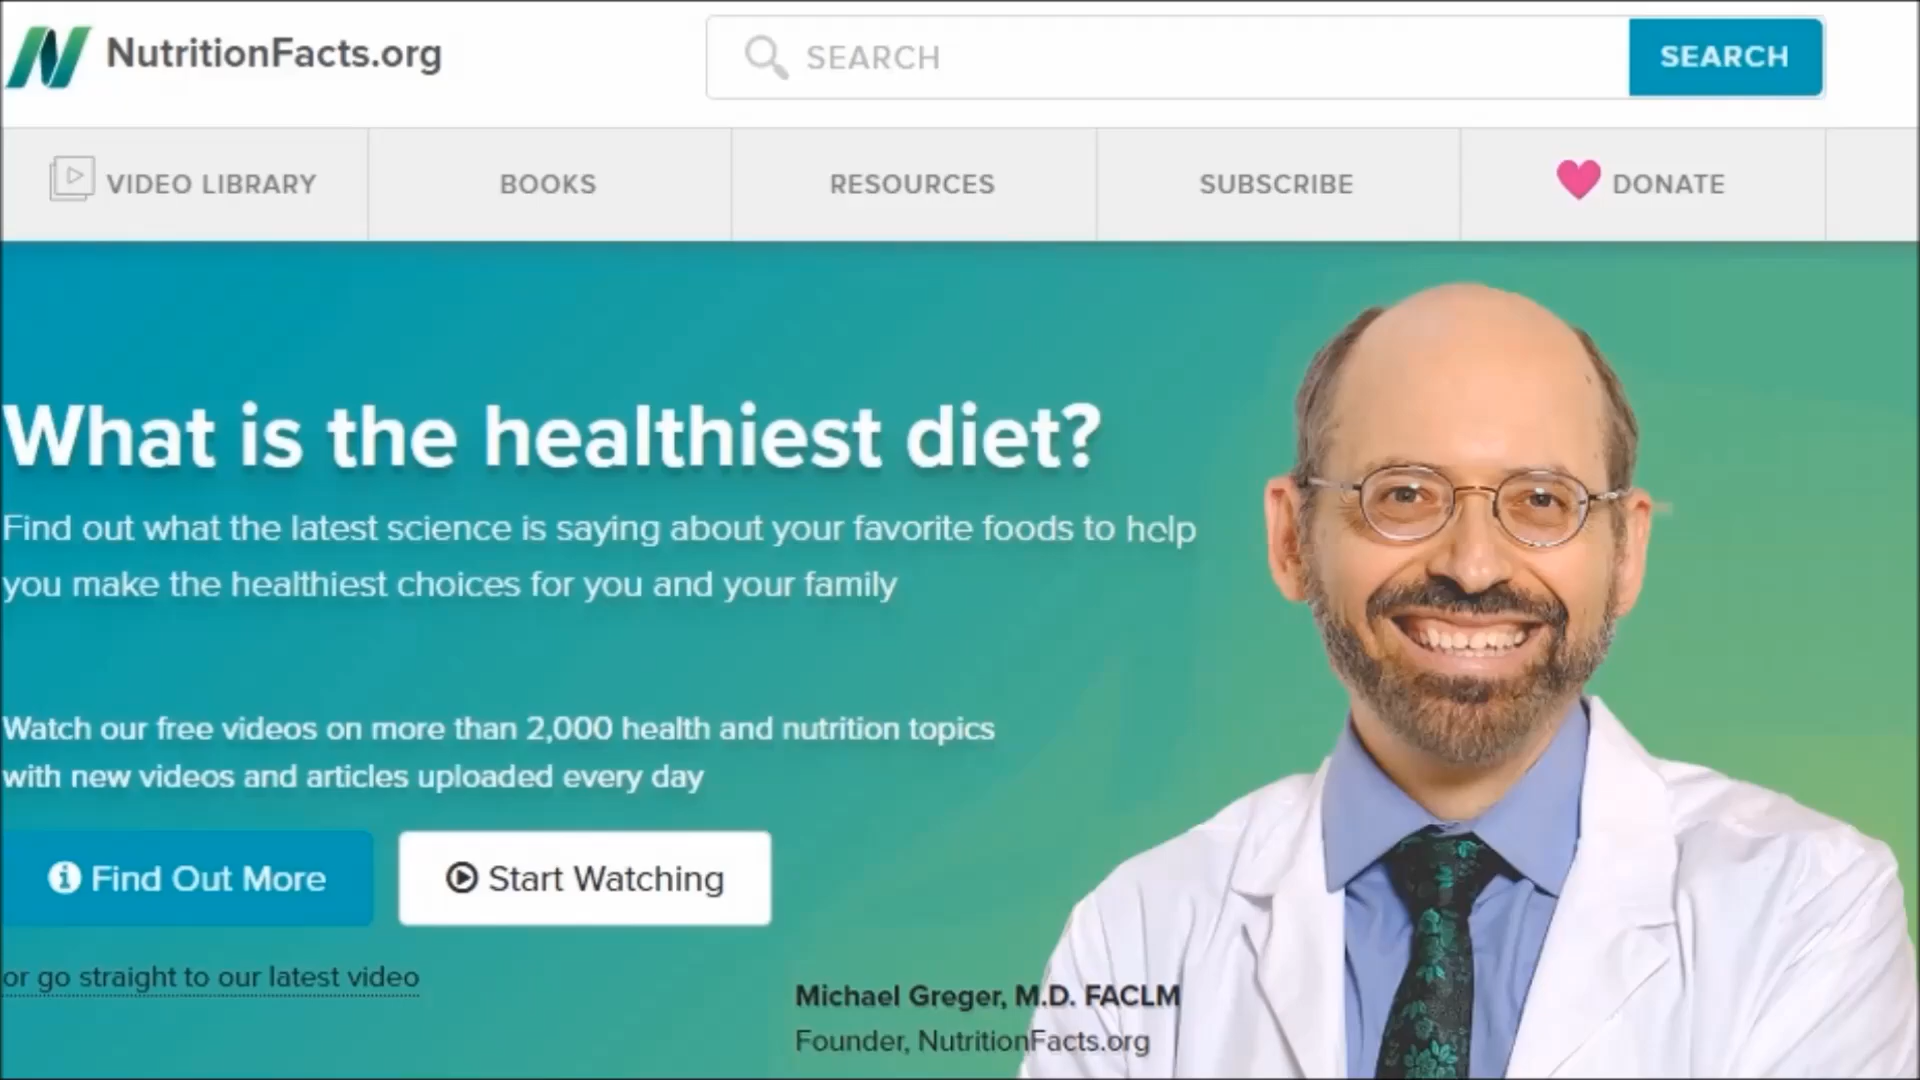 NutritionFacts.org
SEARCH
SEARCH
VIDEO LIBRARY
BOOKS
RESOURCES
SUBSCRIBE
DONATE
What is the healthiest diet?
Find out what the latest science is saying about your favorite foods to help
you make the healthiest choices for you and your family
Watch our free videos on more than 2,000 health and nutrition topics
with new videos and articles uploaded every day
Find Out More
Start Watching
or go straight to our latest video
Michael Greger, M.D. FACLM
Founder, NutritionFacts.org